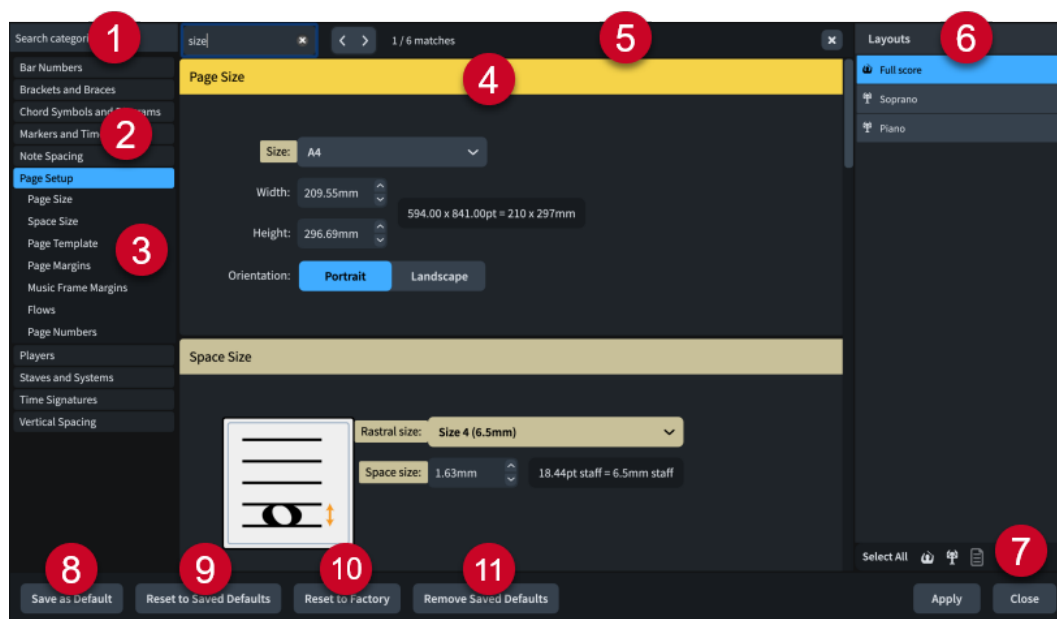 Search categori
1
size
1 / 6 matches
5
Layouts
6
Bar Numbers
Brackets and Braces
Chord Symbols and
rams
Markers and Tim
2
Note Spacing
Page Setup
Page Size
Space Size
Page Template
Page Margins
Music Frame Margins
Flows
Page Numbers
3
Players
Staves and Systems
Time Signatures
Vertical Spacing
Page Size
4
Size:
A4
Width:
209.55mm
594.00 x 841.00pt = 210 x 297mm
Height:
296.69mm
Orientation:
Portrait
Landscape
Space Size
Rastral size:
Size 4 (6.5mm)
Space size:
1.63mm
18.44pt staff = 6.5mm staff
Full score
Soprano
Piano
Select All
7
8
9
10
11
Save as Default
Reset to Saved Defaults
Reset to Factory
Remove Saved Defaults
Apply
Close